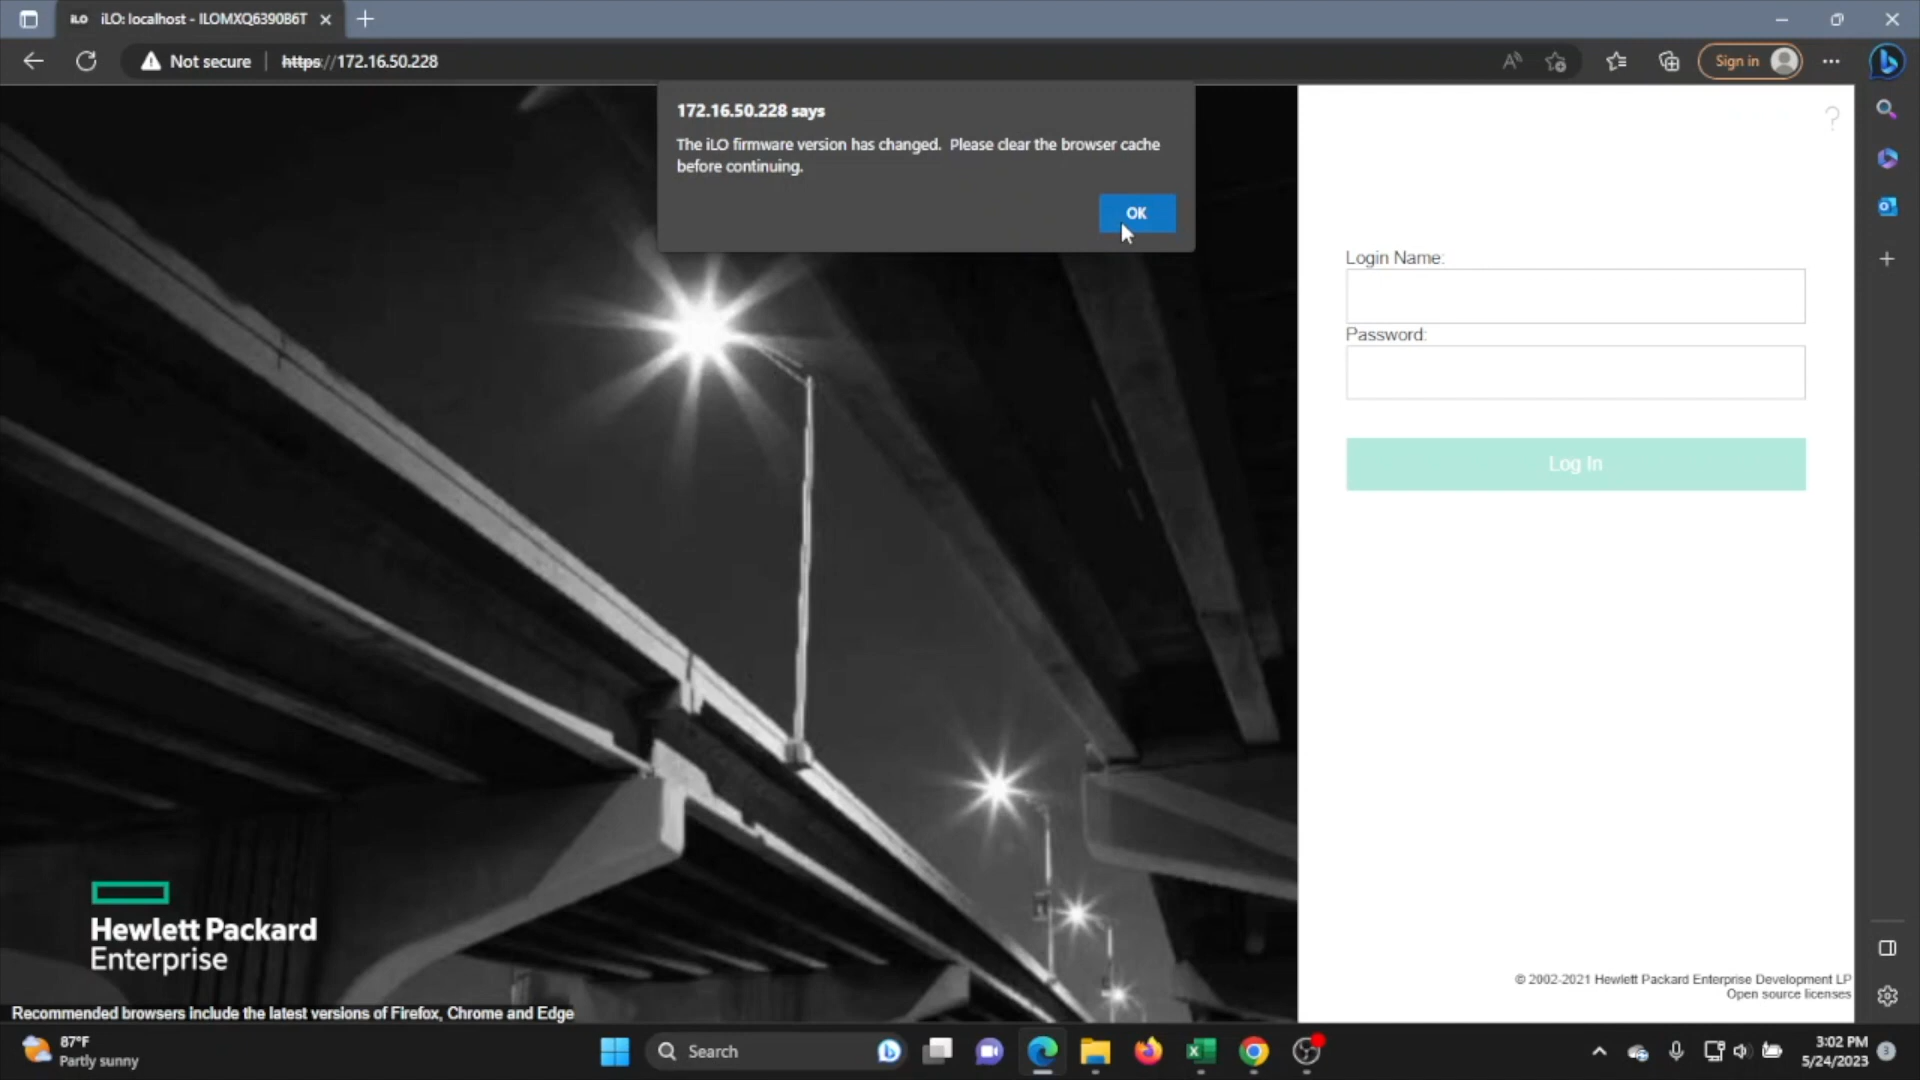 iLO
iLO: localhost - ILOMXQ6390B6T
Not secure
https://172.16.50.228
Sign in
172.16.50.228 says
The iLO firmware version has changed. Please clear the browser cache
before continuing.
OK
?
Login Name:
Password:
Log In
Hewlett Packard
Enterprise
© 2002-2021 Hewlett Packard Enterprise Development LP
Open source licenses
Recommended browsers include the latest versions of Firefox, Chrome and Edge
87°F
Partly sunny
Search
3:02 PM
5/24/2023
3